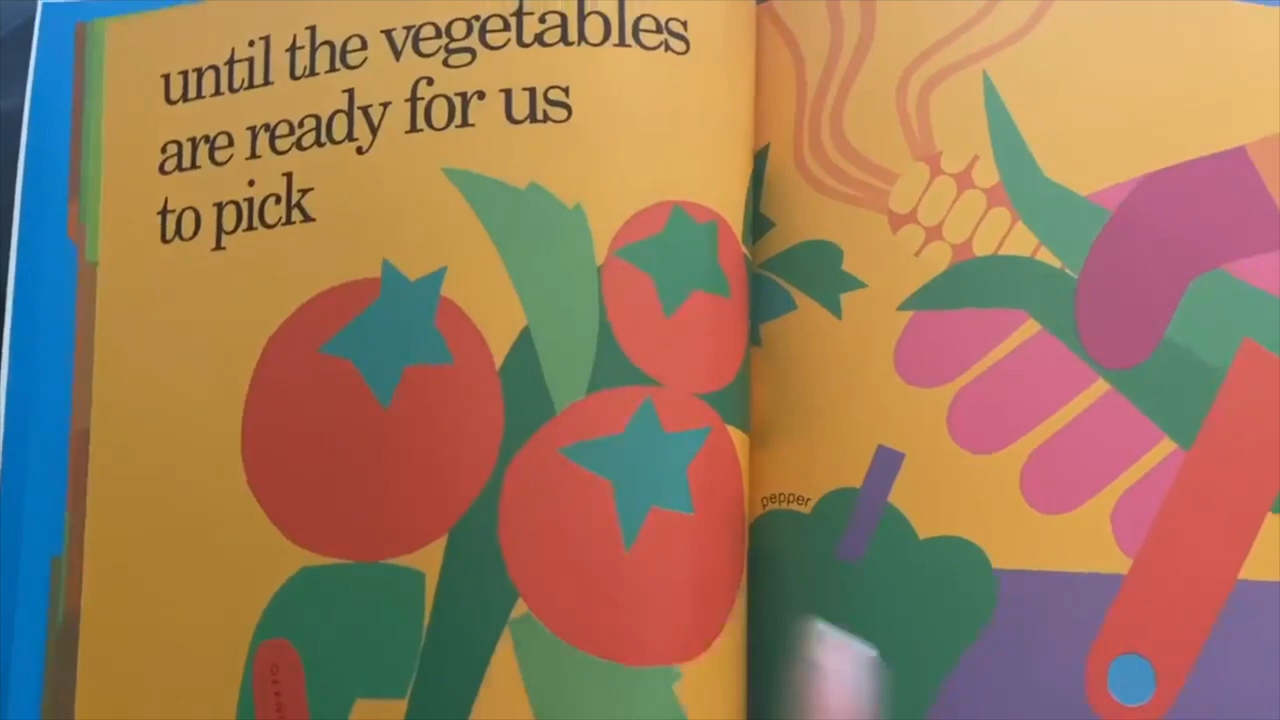 until the vegetables
are ready for us
to pick
pepper